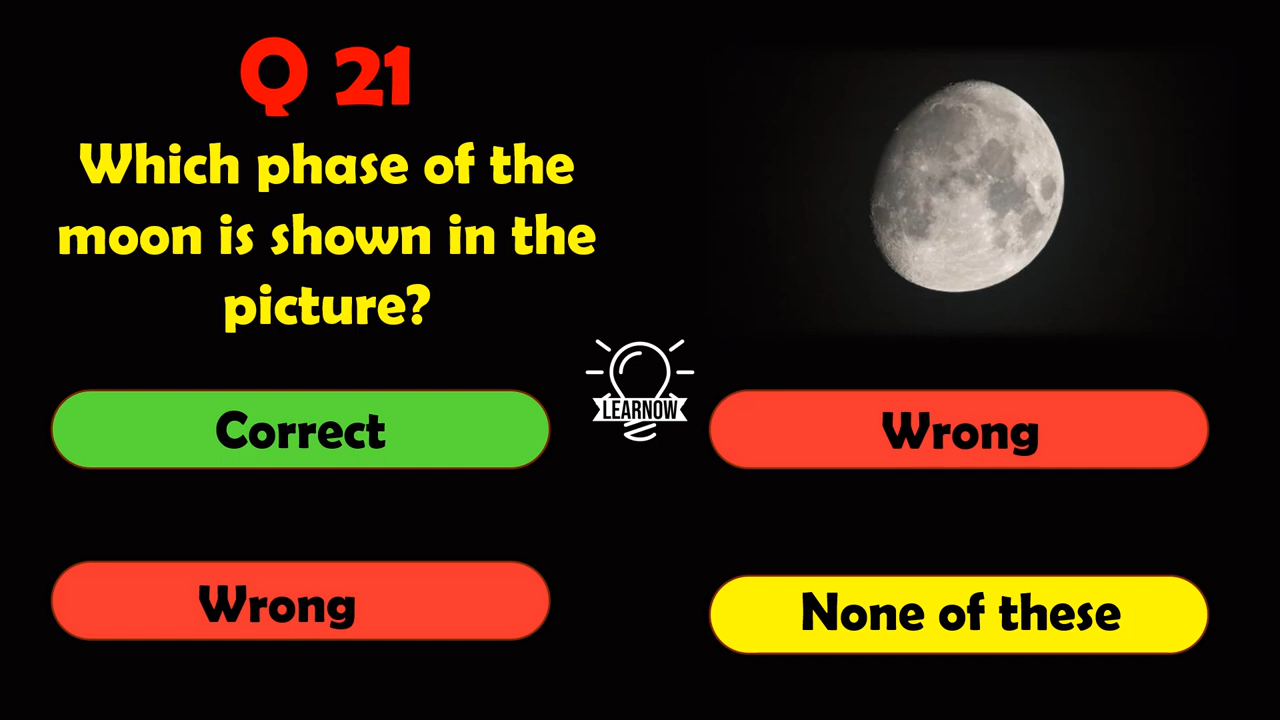 Q 21
Which phase of the
moon is shown in the
picture?
LEARNOW
Correct
Wrong
Wrong
None of these